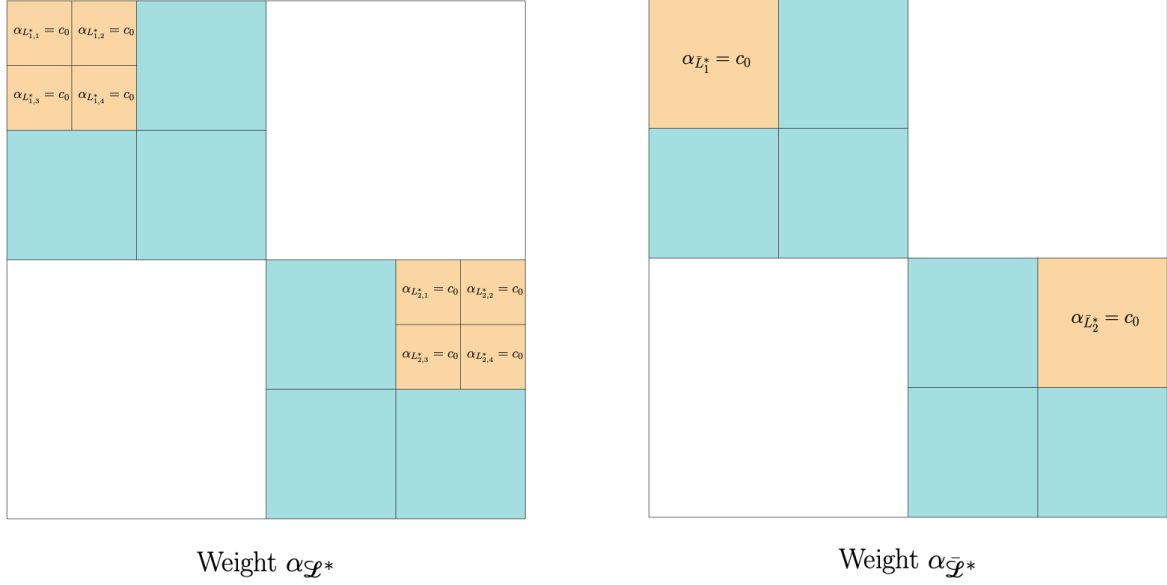 α_{L^*_{1,1}} = c_0 α_{L^*_{1,2}} = c_0
α_{L^*_{1,3}} = c_0 α_{L^*_{1,4}} = c_0
α_{L^*_{2,1}} = c_0 α_{L^*_{2,2}} = c_0
α_{L^*_{2,3}} = c_0 α_{L^*_{2,4}} = c_0
Weight α_{ℒ^*}
α_{L̄^*_1} = c_0
α_{L̄^*_2} = c_0
Weight α_{ℒ̄^*}